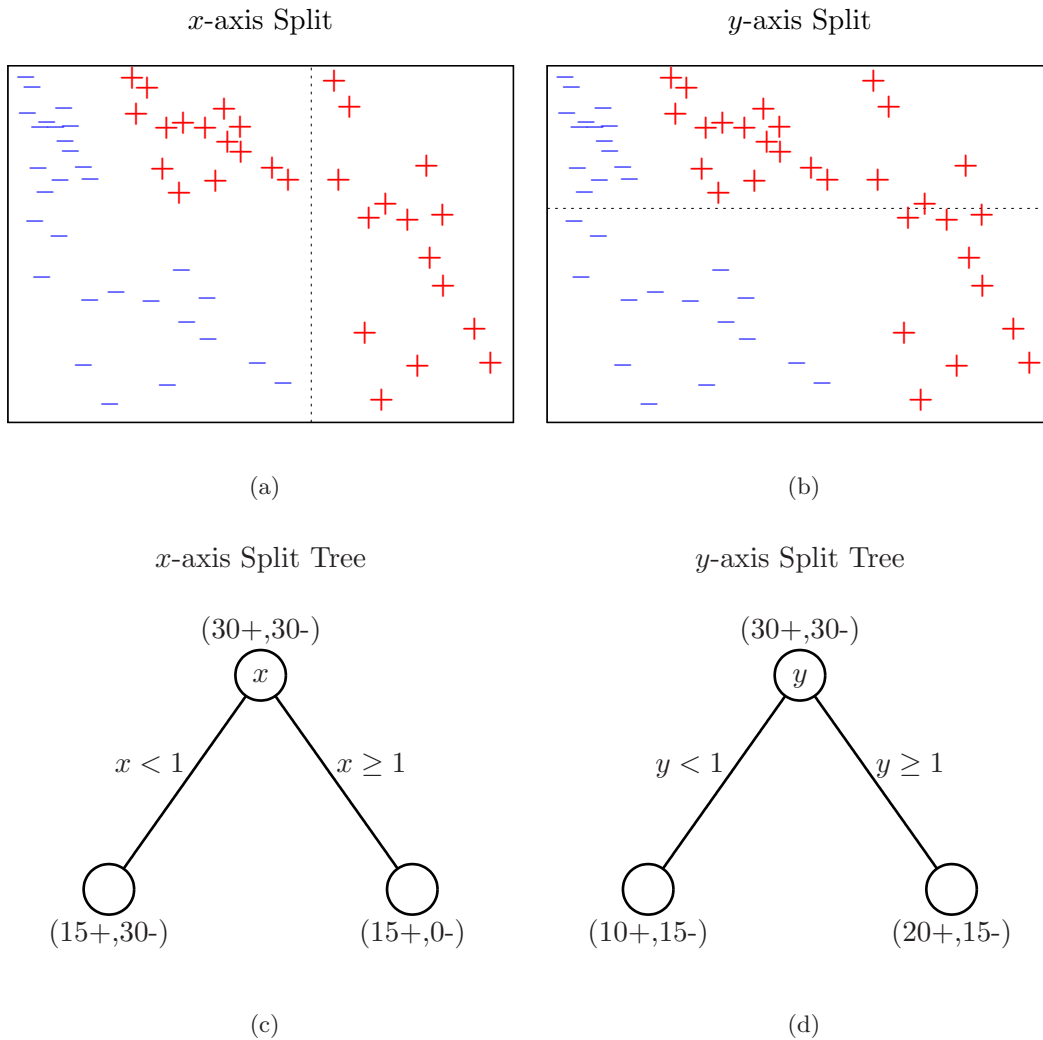 x-axis Split
y-axis Split
(a)
(b)
x-axis Split Tree
y-axis Split Tree
(30+,30-)
(30+,30-)
x
y
x < 1
x ≥ 1
y < 1
y ≥ 1
(15+,30-)
(15+,0-)
(10+,15-)
(20+,15-)
(c)
(d)